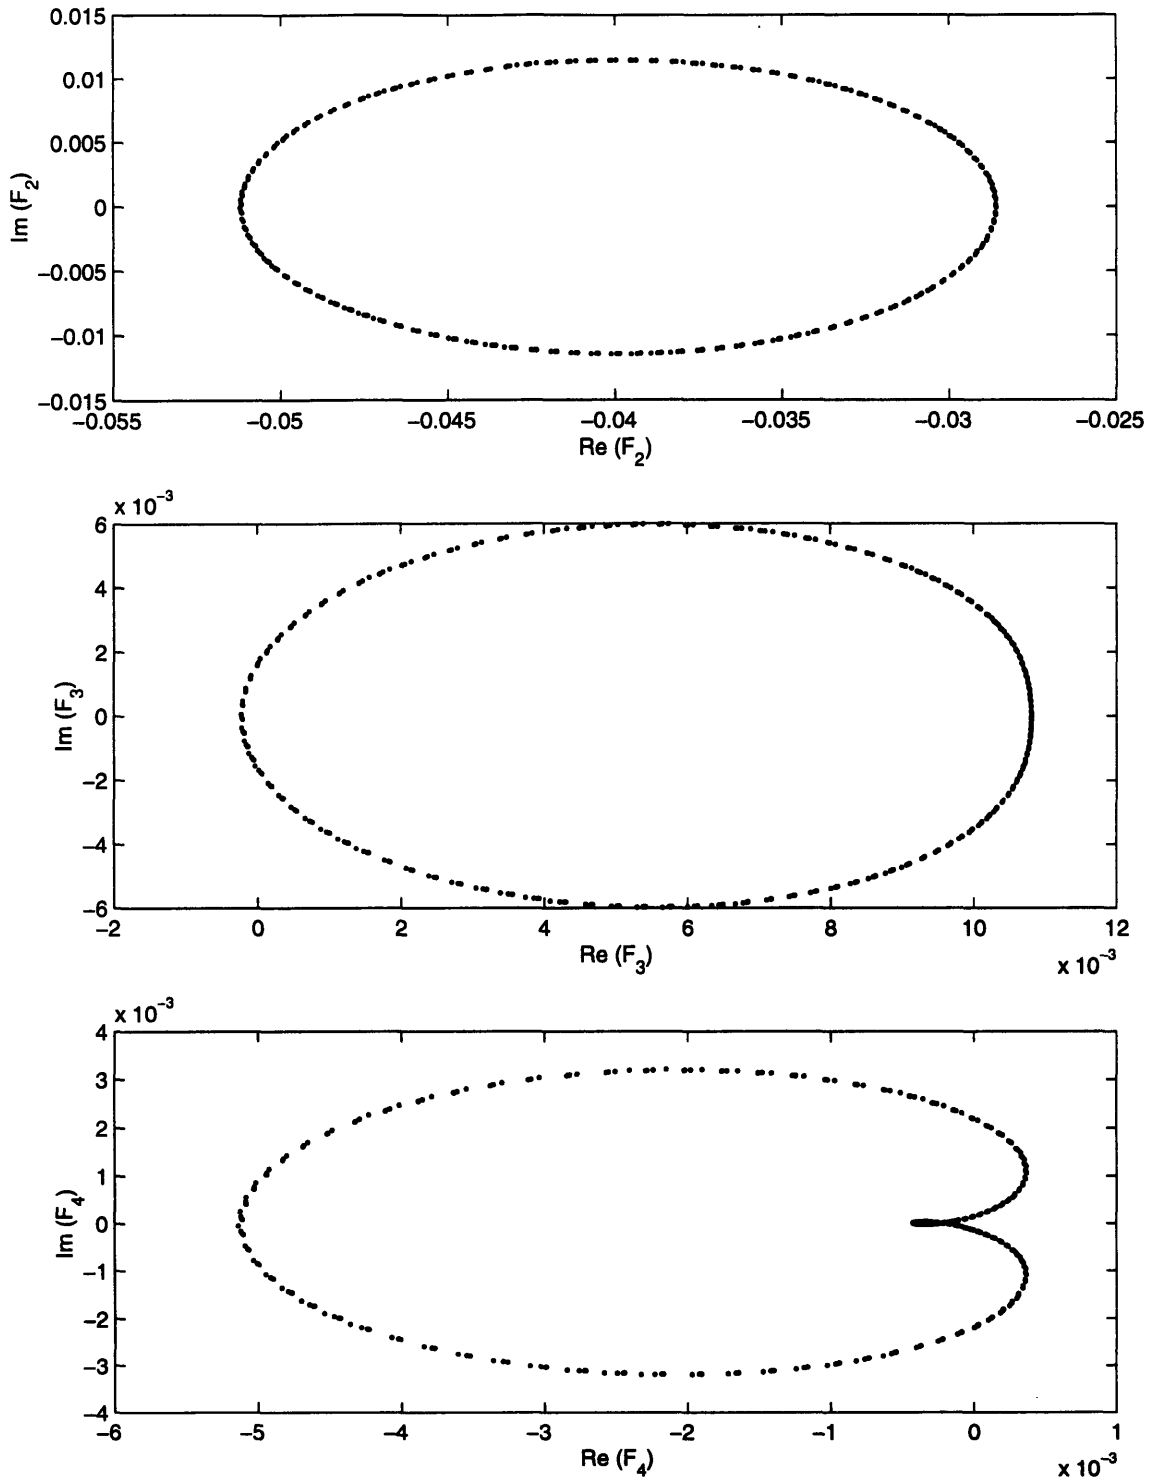 0.015
0.01
0.005
0
−0.005
−0.01
−0.015
Im (F2)
−0.055 −0.05 −0.045 −0.04 −0.035 −0.03 −0.025
Re (F2)
x 10−3
6
4
2
0
−2
−4
−6
Im (F3)
−2 0 2 4 6 8 10 12
Re (F3)
x 10−3
x 10−3
4
3
2
1
0
−1
−2
−3
−4
Im (F4)
−6 −5 −4 −3 −2 −1 0 1
Re (F4)
x 10−3